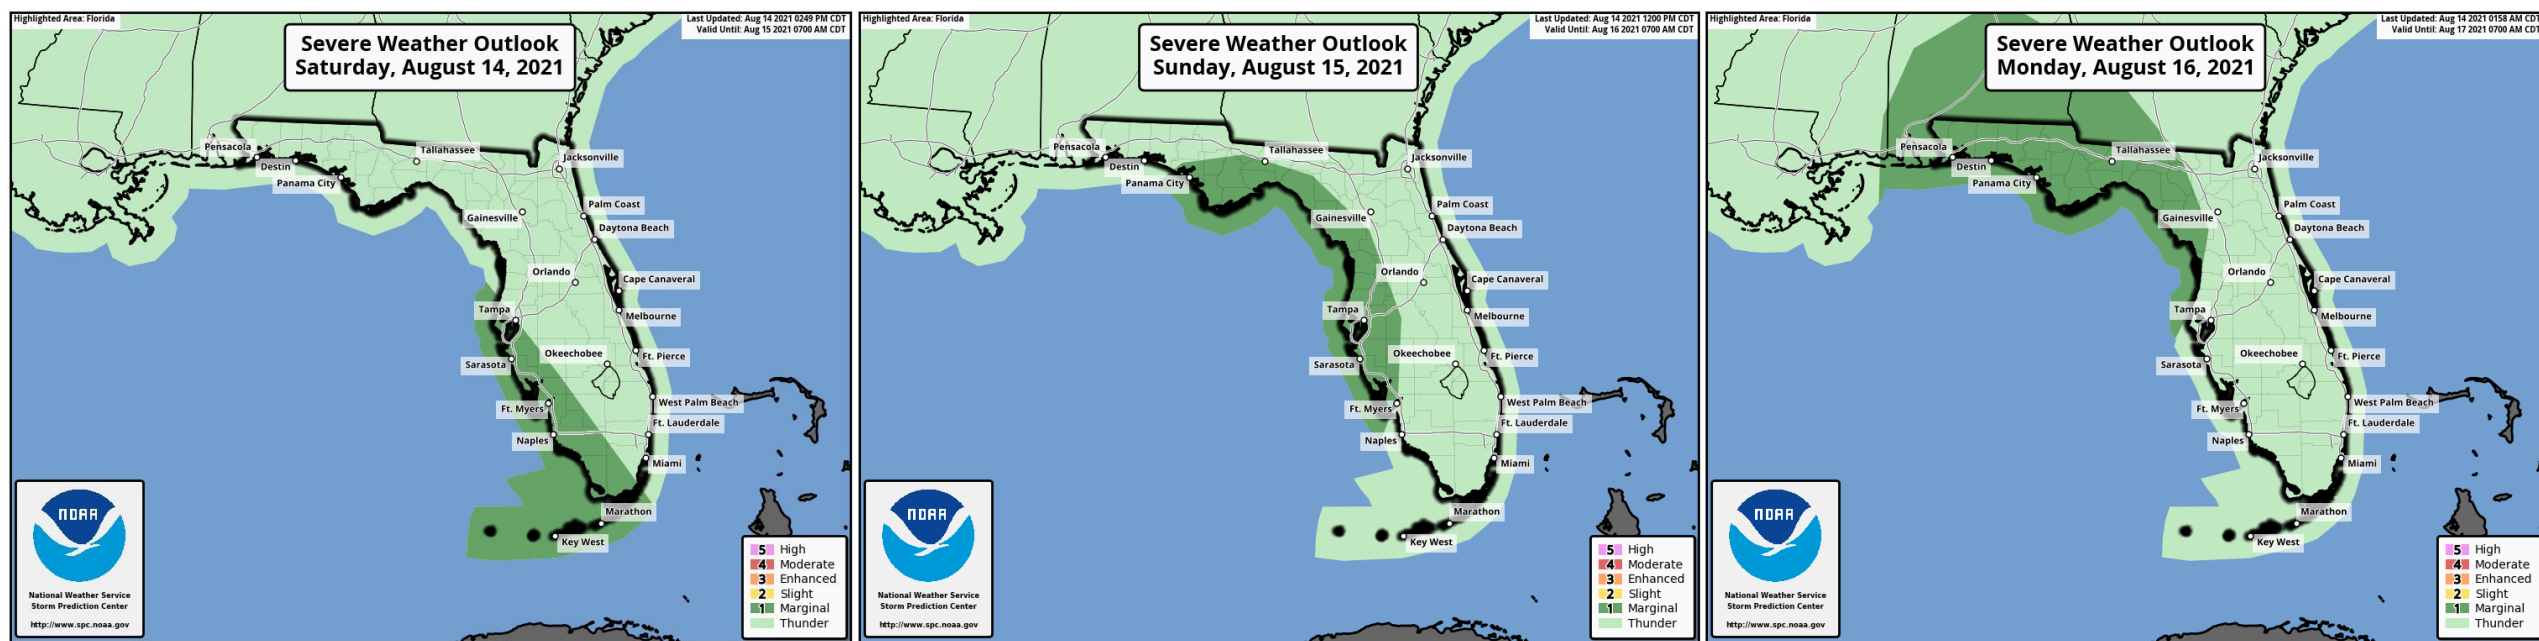 Highlighted Area: Florida
Last Updated: Aug 14 2021 0249 PM CDT
Valid Until: Aug 15 2021 0700 AM CDT
Severe Weather Outlook
Saturday, August 14, 2021
Pensacola
Tallahassee
Jacksonville
Destin
Panama City
Palm Coast
Gainesville
Daytona Beach
Orlando
Cape Canaveral
Tampa
Melbourne
Okeechobee
Ft. Pierce
Sarasota
West Palm Beach
Ft. Myers
Ft. Lauderdale
Naples
Miami
Marathon
Key West
NOAA
National Weather Service
Storm Prediction Center
http://www.spc.noaa.gov
5 High
4 Moderate
3 Enhanced
2 Slight
1 Marginal
Thunder
Highlighted Area: Florida
Last Updated: Aug 14 2021 1200 PM CDT
Valid Until: Aug 16 2021 0700 AM CDT
Severe Weather Outlook
Sunday, August 15, 2021
Pensacola
Tallahassee
Jacksonville
Destin
Panama City
Palm Coast
Gainesville
Daytona Beach
Orlando
Cape Canaveral
Tampa
Melbourne
Okeechobee
Ft. Pierce
Sarasota
West Palm Beach
Ft. Myers
Ft. Lauderdale
Naples
Miami
Marathon
Key West
NOAA
National Weather Service
Storm Prediction Center
http://www.spc.noaa.gov
5 High
4 Moderate
3 Enhanced
2 Slight
1 Marginal
Thunder
Highlighted Area: Florida
Last Updated: Aug 14 2021 0158 AM CDT
Valid Until: Aug 17 2021 0700 AM CDT
Severe Weather Outlook
Monday, August 16, 2021
Pensacola
Tallahassee
Jacksonville
Destin
Panama City
Palm Coast
Gainesville
Daytona Beach
Orlando
Cape Canaveral
Tampa
Melbourne
Okeechobee
Ft. Pierce
Sarasota
West Palm Beach
Ft. Myers
Ft. Lauderdale
Naples
Miami
Marathon
Key West
NOAA
National Weather Service
Storm Prediction Center
http://www.spc.noaa.gov
5 High
4 Moderate
3 Enhanced
2 Slight
1 Marginal
Thunder